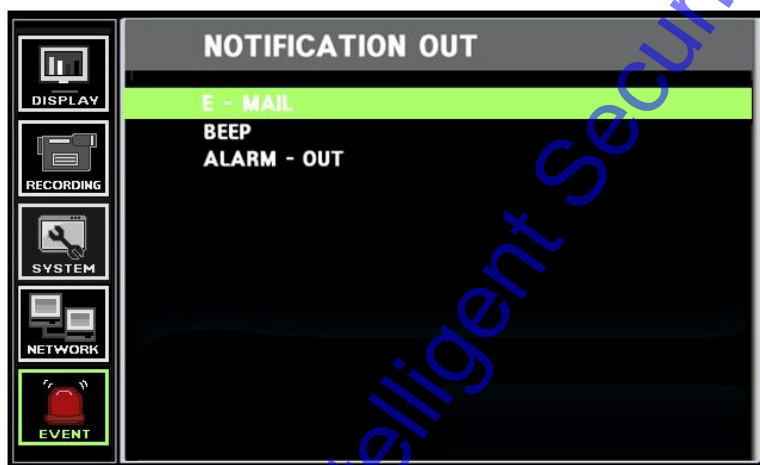 NOTIFICATION OUT
DISPLAY
E - MAIL
BEEP
ALARM - OUT
RECORDING
SYSTEM
NETWORK
EVENT